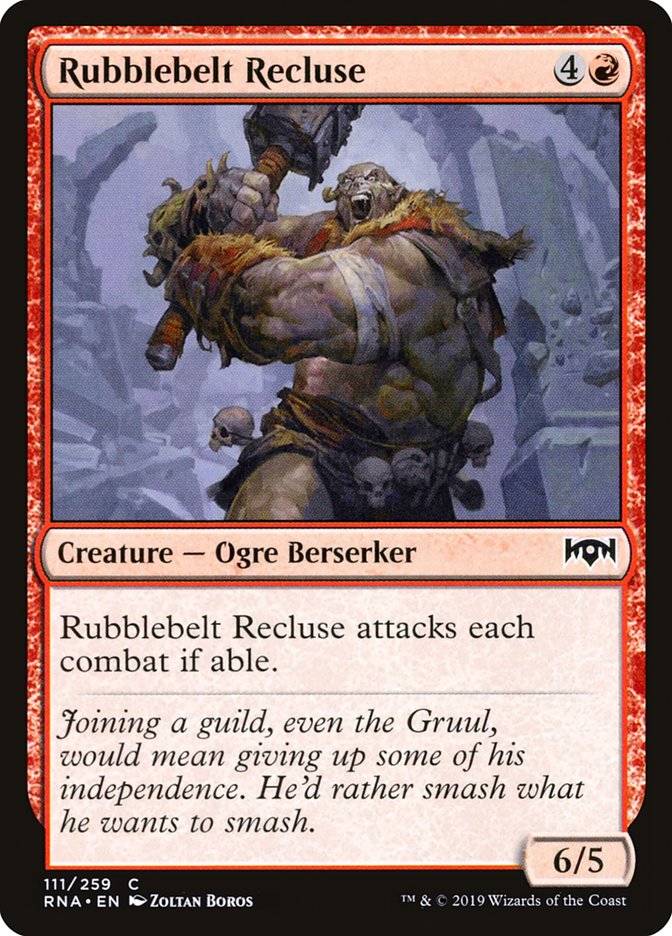 Rubblebelt Recluse 4
Creature — Ogre Berserker
Rubblebelt Recluse attacks each
combat if able.
Joining a guild, even the Gruul,
would mean giving up some of his
independence. He'd rather smash what
he wants to smash.
6/5
111/259 C
RNA • EN Zoltan Boros
™ & © 2019 Wizards of the Coast